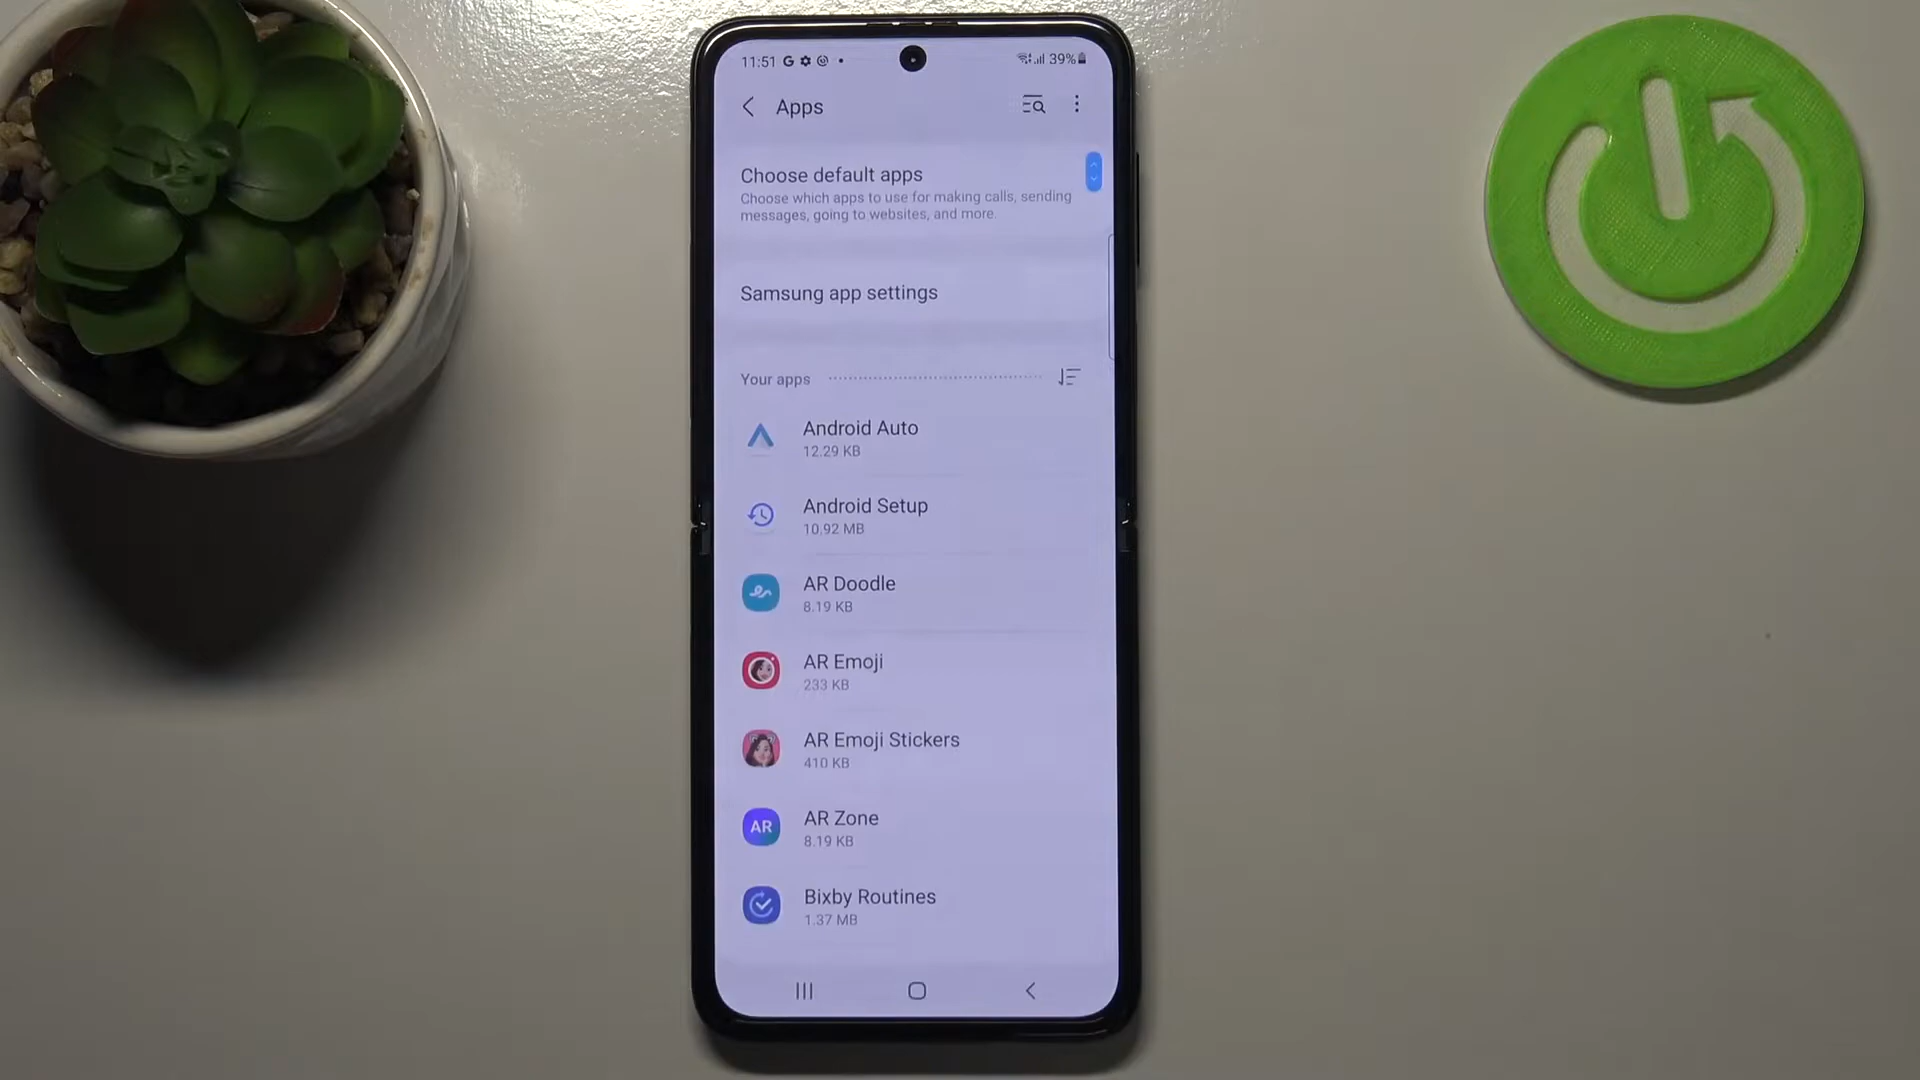 11:51 39%
Apps
Choose default apps
Choose which apps to use for making calls, sending
messages, going to websites, and more.
Samsung app settings
Your apps
Android Auto
12.29 KB
Android Setup
10.92 MB
AR Doodle
8.19 KB
AR Emoji
233 KB
AR Emoji Stickers
410 KB
AR
AR Zone
8.19 KB
Bixby Routines
1.37 MB